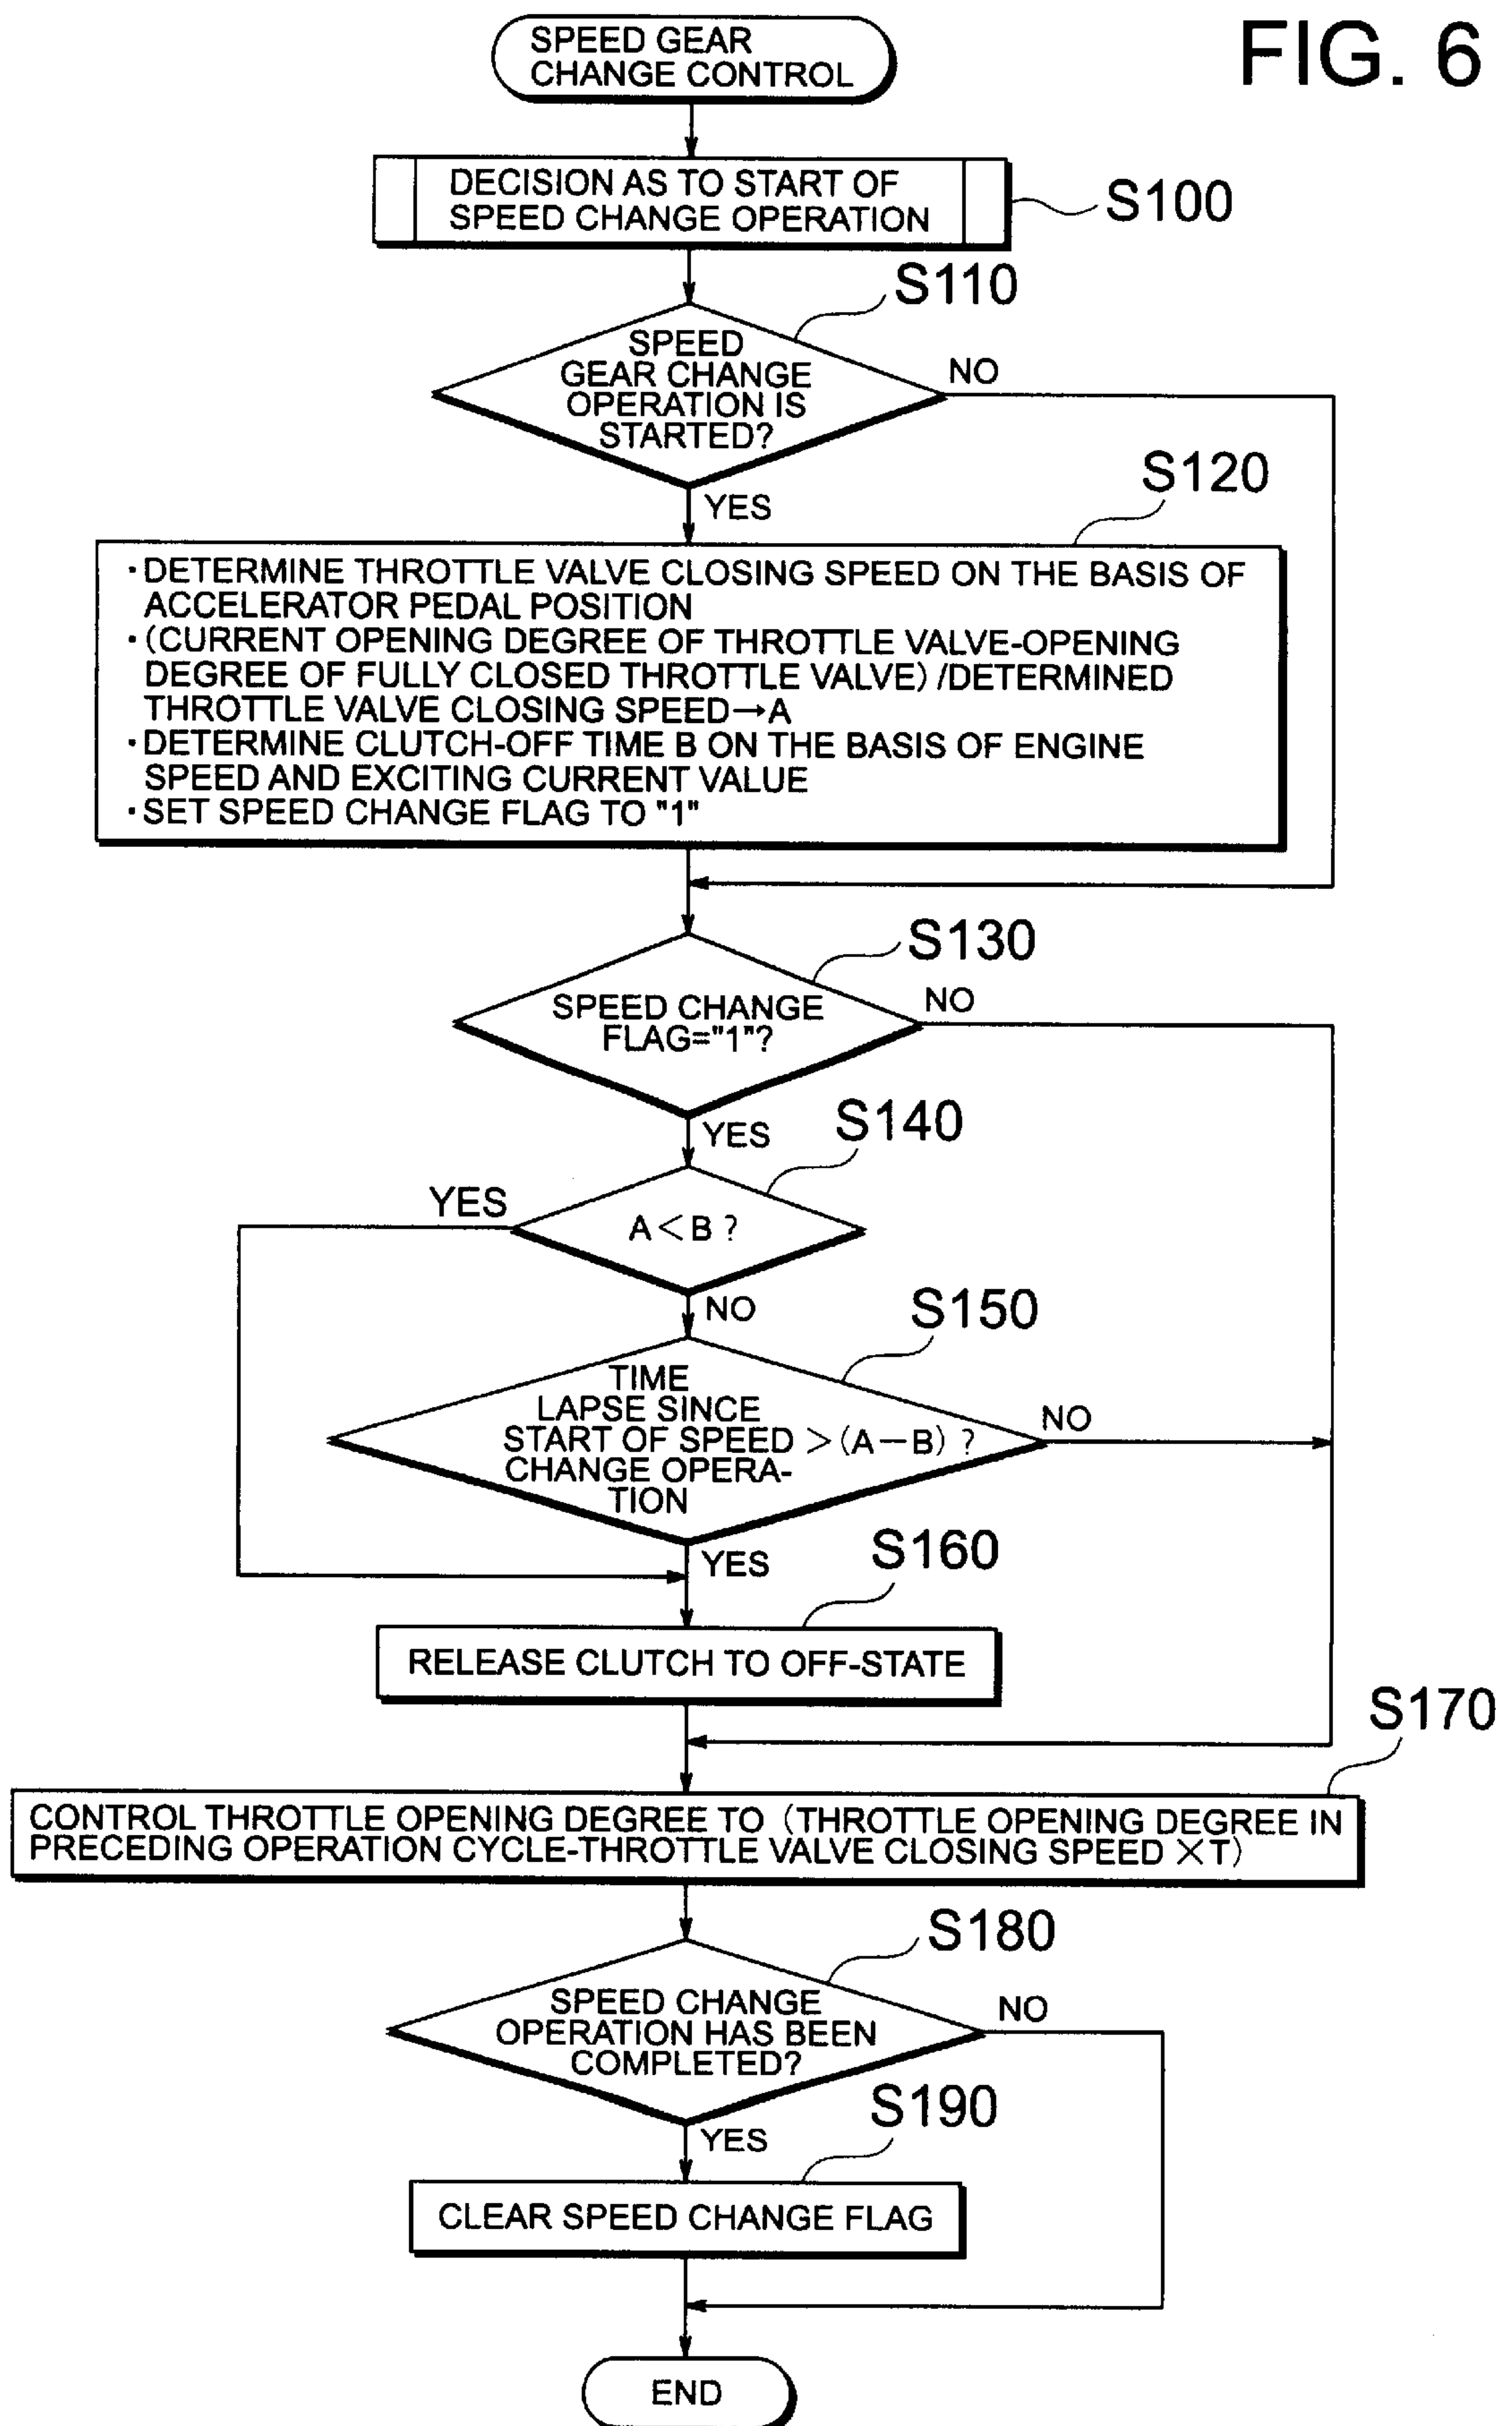 FIG. 6
SPEED GEAR
CHANGE CONTROL
DECISION AS TO START OF
SPEED CHANGE OPERATION
S100
S110
SPEED
GEAR CHANGE
OPERATION IS
STARTED?
NO
YES
S120
·DETERMINE THROTTLE VALVE CLOSING SPEED ON THE BASIS OF
ACCELERATOR PEDAL POSITION
·(CURRENT OPENING DEGREE OF THROTTLE VALVE-OPENING
DEGREE OF FULLY CLOSED THROTTLE VALVE) /DETERMINED
THROTTLE VALVE CLOSING SPEED→A
·DETERMINE CLUTCH-OFF TIME B ON THE BASIS OF ENGINE
SPEED AND EXCITING CURRENT VALUE
·SET SPEED CHANGE FLAG TO "1"
S130
SPEED CHANGE
FLAG="1"?
NO
YES
S140
YES
A<B ?
NO
S150
TIME
LAPSE SINCE
START OF SPEED >(A-B) ?
CHANGE OPERA-
TION
NO
YES
S160
RELEASE CLUTCH TO OFF-STATE
S170
CONTROL THROTTLE OPENING DEGREE TO (THROTTLE OPENING DEGREE IN
PRECEDING OPERATION CYCLE-THROTTLE VALVE CLOSING SPEED ×T)
S180
SPEED CHANGE
OPERATION HAS BEEN
COMPLETED?
NO
YES
S190
CLEAR SPEED CHANGE FLAG
END